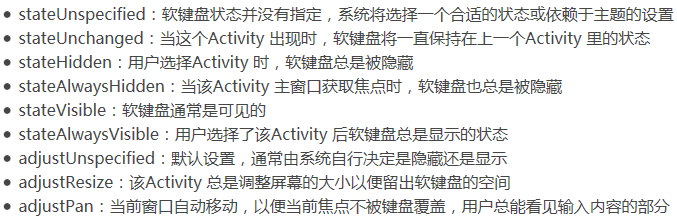 • stateUnspecified：软键盘状态并没有指定，系统将选择一个合适的状态或依赖于主题的设置
• stateUnchanged：当这个Activity 出现时，软键盘将一直保持在上一个Activity 里的状态
• stateHidden：用户选择Activity 时，软键盘总是被隐藏
• stateAlwaysHidden：当该Activity 主窗口获取焦点时，软键盘也总是被隐藏
• stateVisible：软键盘通常是可见的
• stateAlwaysVisible：用户选择了该Activity 后软键盘总是显示的状态
• adjustUnspecified：默认设置，通常由系统自行决定是隐藏还是显示
• adjustResize：该Activity 总是调整屏幕的大小以便留出软键盘的空间
• adjustPan：当前窗口自动移动，以便当前焦点不被键盘覆盖，用户总能看见输入内容的部分